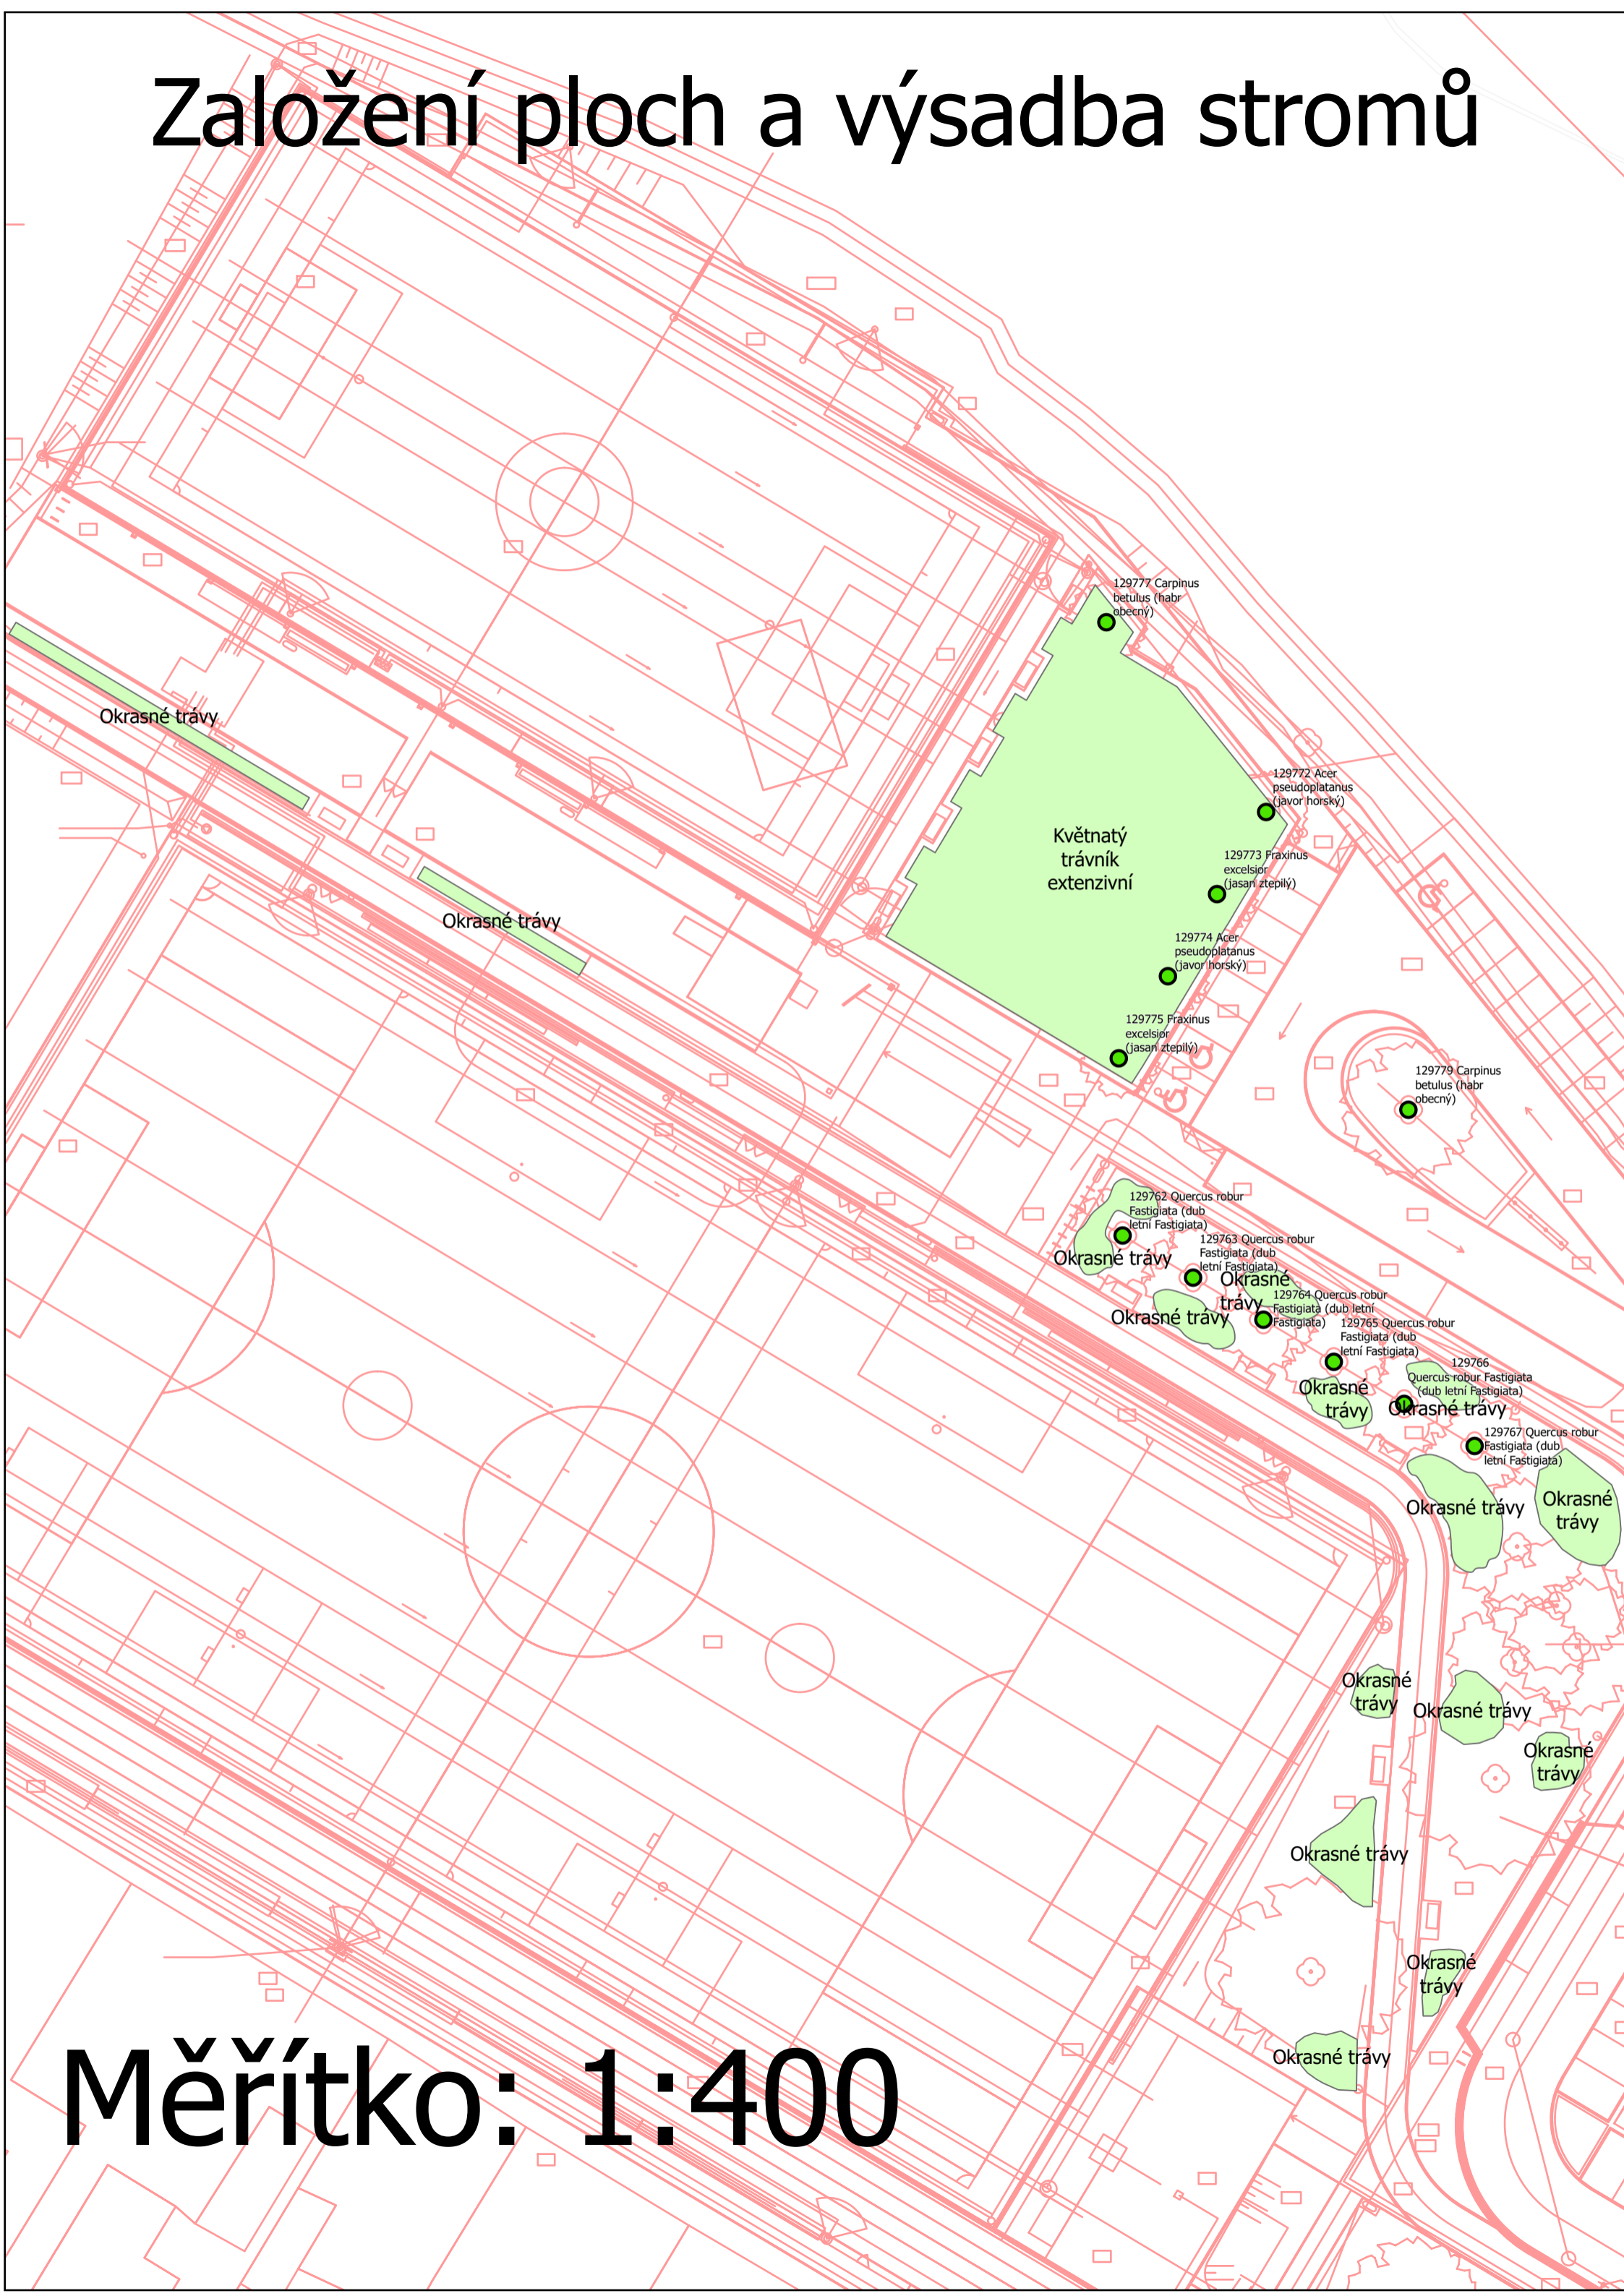 Založení ploch a výsadba stromů
129777 Carpinus
betulus (habr
obecný)
Okrasné trávy
129772 Acer
pseudoplatanus
(javor horský)
Květnatý
trávník
extenzivní
129773 Fraxinus
excelsior
(jasan ztepilý)
Okrasné trávy
129774 Acer
pseudoplatanus
(javor horský)
129775 Fraxinus
excelsior
(jasan ztepilý)
129779 Carpinus
betulus (habr
obecný)
129762 Quercus robur
Fastigiata (dub
letní Fastigiata)
Okrasné trávy
129763 Quercus robur
Fastigiata (dub
letní Fastigiata)
Okrasné
trávy
129764 Quercus robur
Fastigiata (dub letní
Fastigiata)
Okrasné trávy
129765 Quercus robur
Fastigiata (dub
letní Fastigiata)
129766
Quercus robur Fastigiata
(dub letní Fastigiata)
Okrasné
trávy
Okrasné trávy
129767 Quercus robur
Fastigiata (dub
letní Fastigiata)
Okrasné trávy
Okrasné
trávy
Okrasné
trávy
Okrasné trávy
Okrasné
trávy
Okrasné trávy
Okrasné
trávy
Okrasné trávy
Měřítko: 1:400